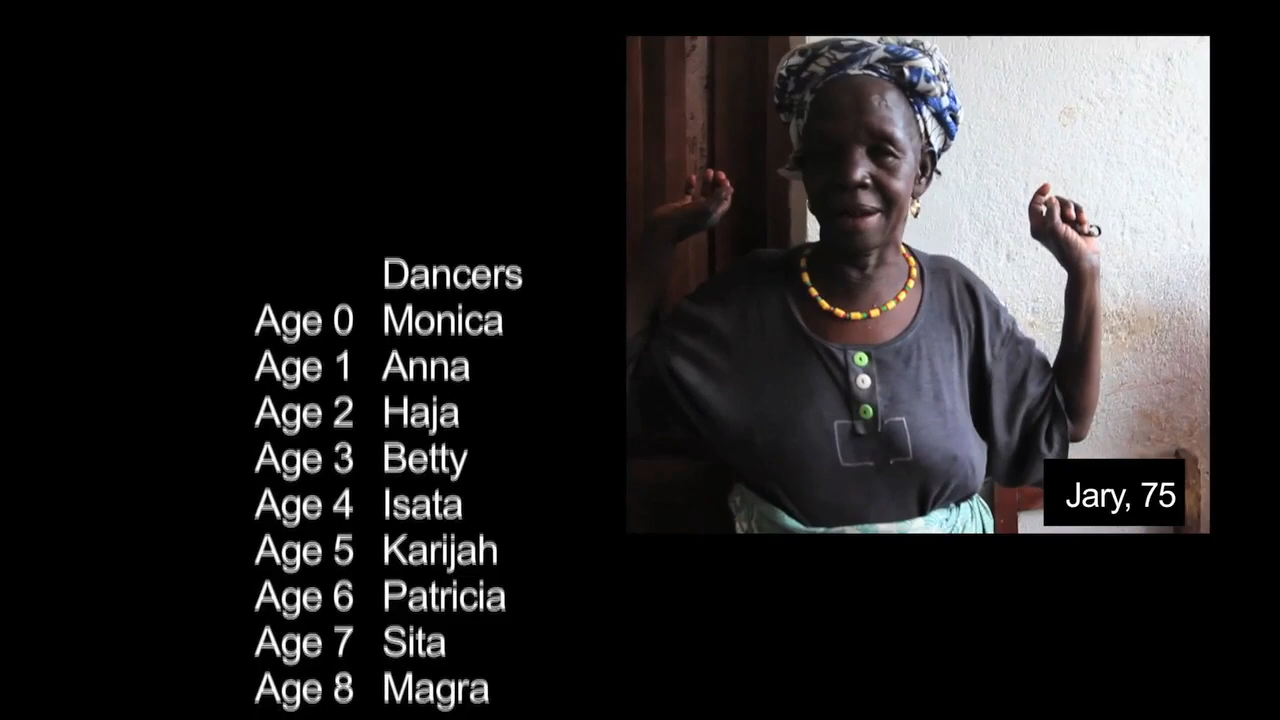 Dancers
Age 0 Monica
Age 1 Anna
Age 2 Haja
Age 3 Betty
Age 4 Isata
Age 5 Karijah
Age 6 Patricia
Age 7 Sita
Age 8 Magra
Jary, 75